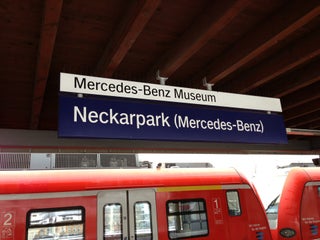 Mercedes-Benz Museum
Neckarpark (Mercedes-Benz)
2
1